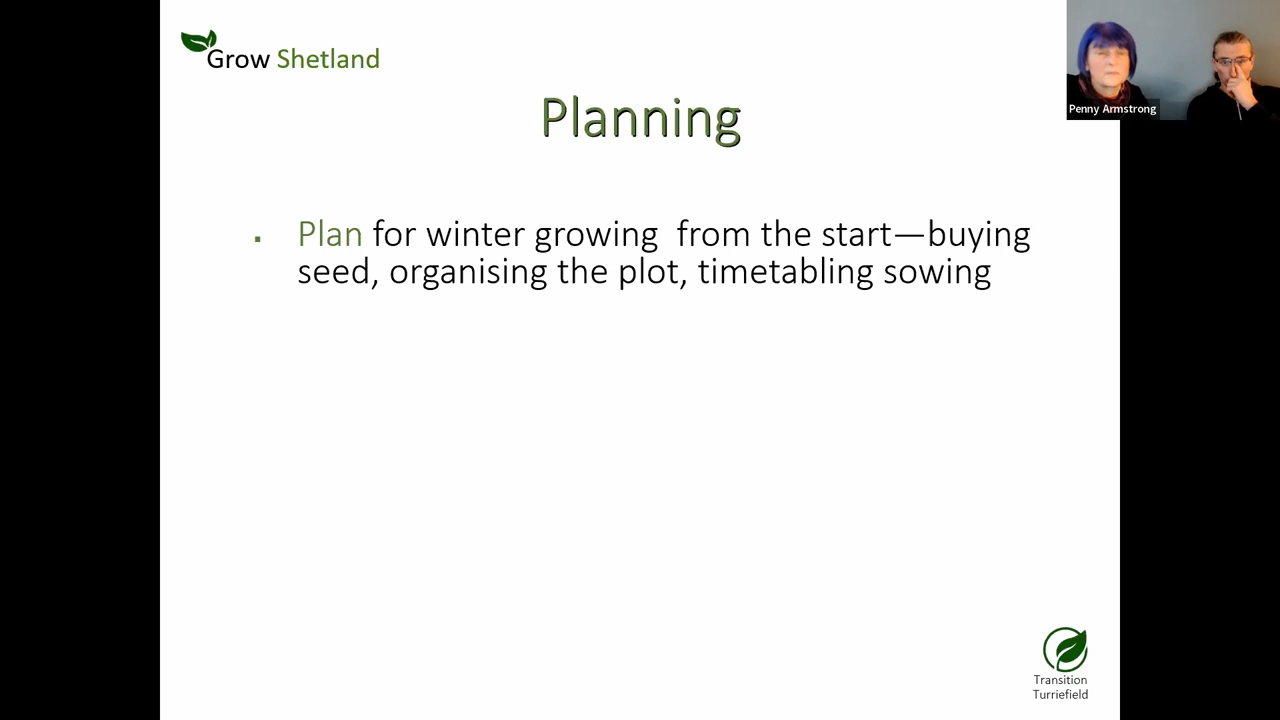 Grow Shetland
Penny Armstrong
Planning
▪ Plan for winter growing  from the start—buying
seed, organising the plot, timetabling sowing
Transition
Turriefield